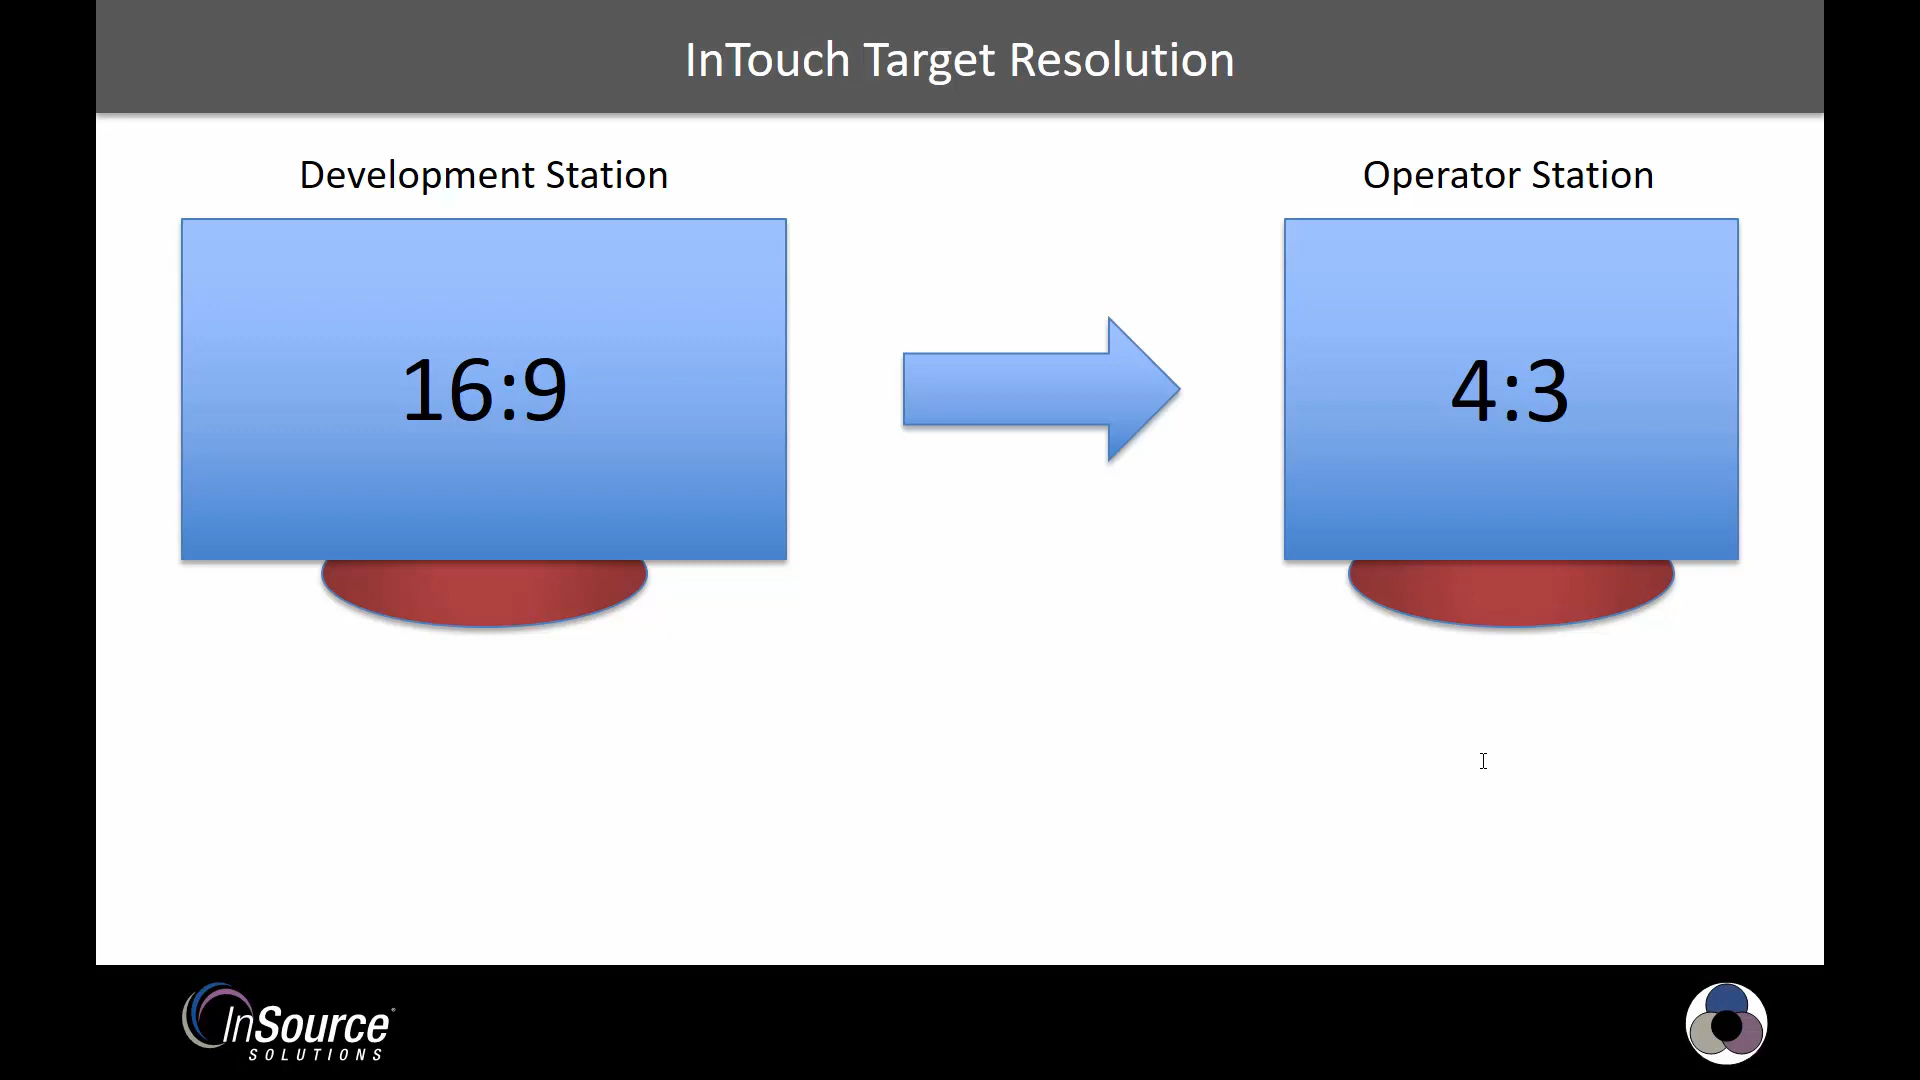 InTouch Target Resolution
Development Station
Operator Station
16:9
4:3
InSource
SOLUTIONS